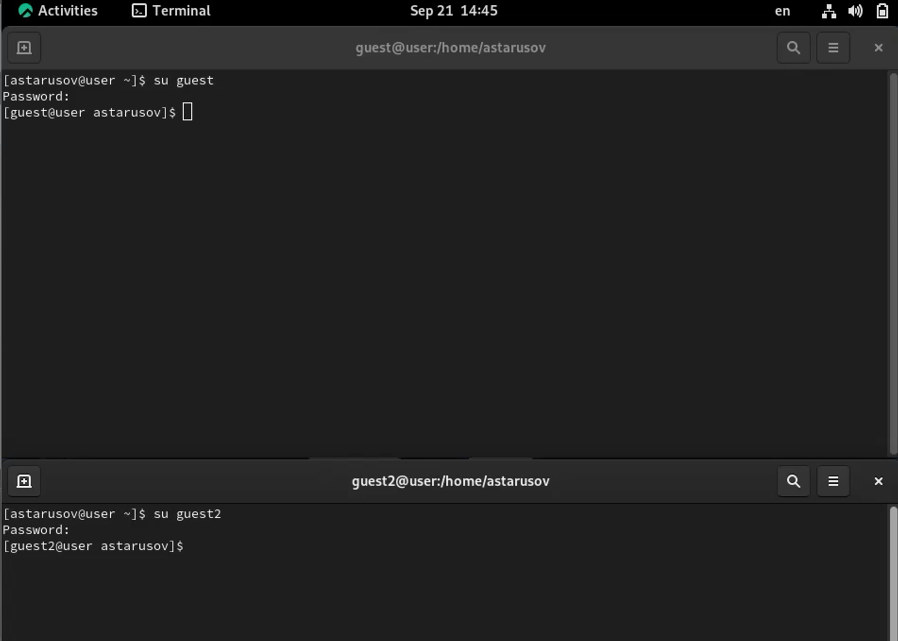 Activities Terminal Sep 21 14:45 en
guest@user:/home/astarusov
[astarusov@user ~]$ su guest
Password:
[guest@user astarusov]$
guest2@user:/home/astarusov
[astarusov@user ~]$ su guest2
Password:
[guest2@user astarusov]$